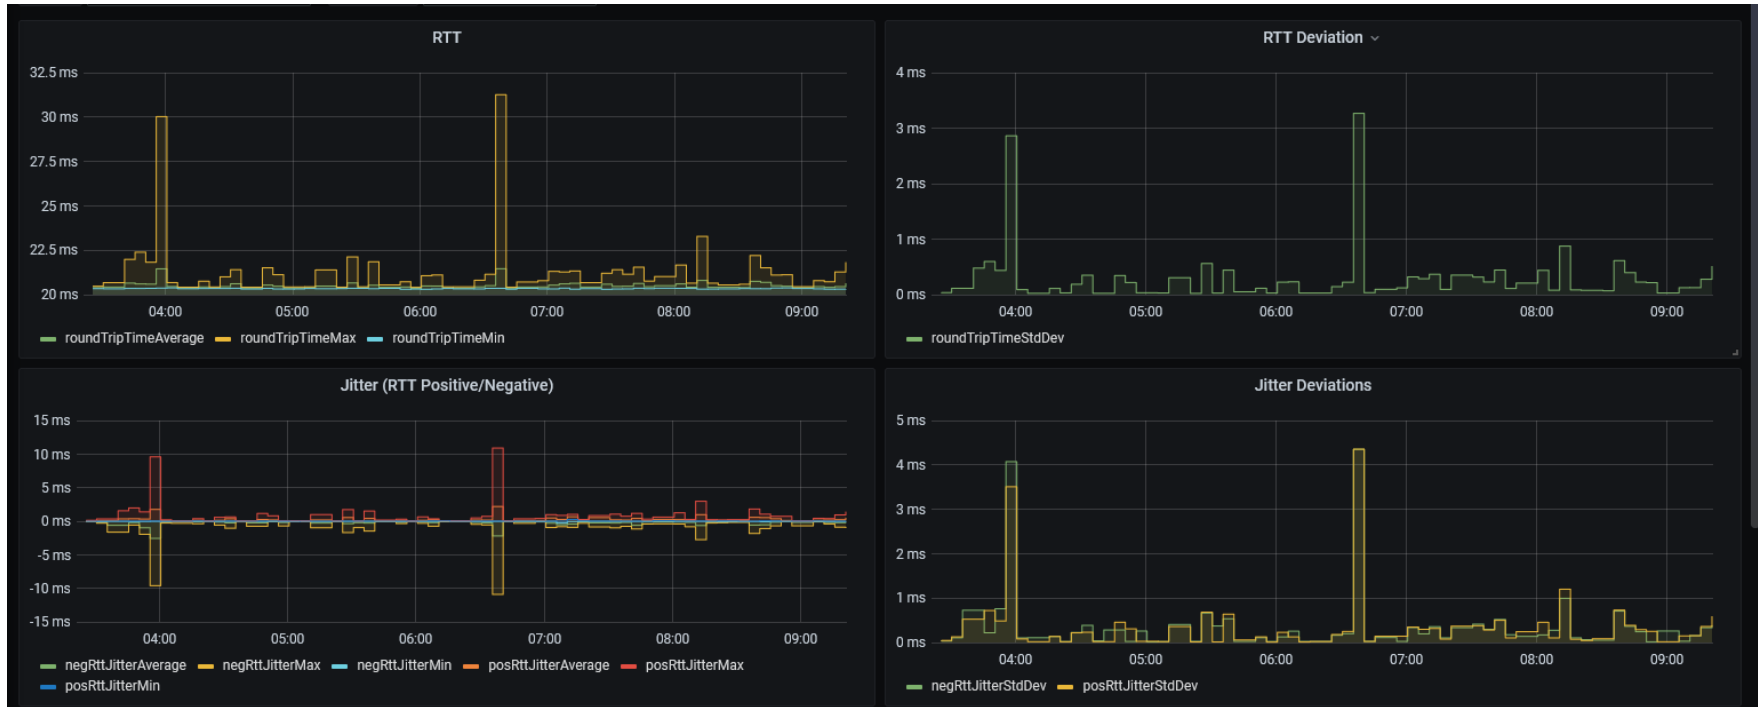 RTT
32.5 ms
30 ms
27.5 ms
25 ms
22.5 ms
20 ms
04:00 05:00 06:00 07:00 08:00 09:00
roundTripTimeAverage roundTripTimeMax roundTripTimeMin
RTT Deviation
4 ms
3 ms
2 ms
1 ms
0 ms
04:00 05:00 06:00 07:00 08:00 09:00
roundTripTimeStdDev
Jitter (RTT Positive/Negative)
15 ms
10 ms
5 ms
0 ms
-5 ms
-10 ms
-15 ms
04:00 05:00 06:00 07:00 08:00 09:00
negRttJitterAverage negRttJitterMax negRttJitterMin posRttJitterAverage posRttJitterMax
posRttJitterMin
Jitter Deviations
5 ms
4 ms
3 ms
2 ms
1 ms
0 ms
04:00 05:00 06:00 07:00 08:00 09:00
negRttJitterStdDev posRttJitterStdDev